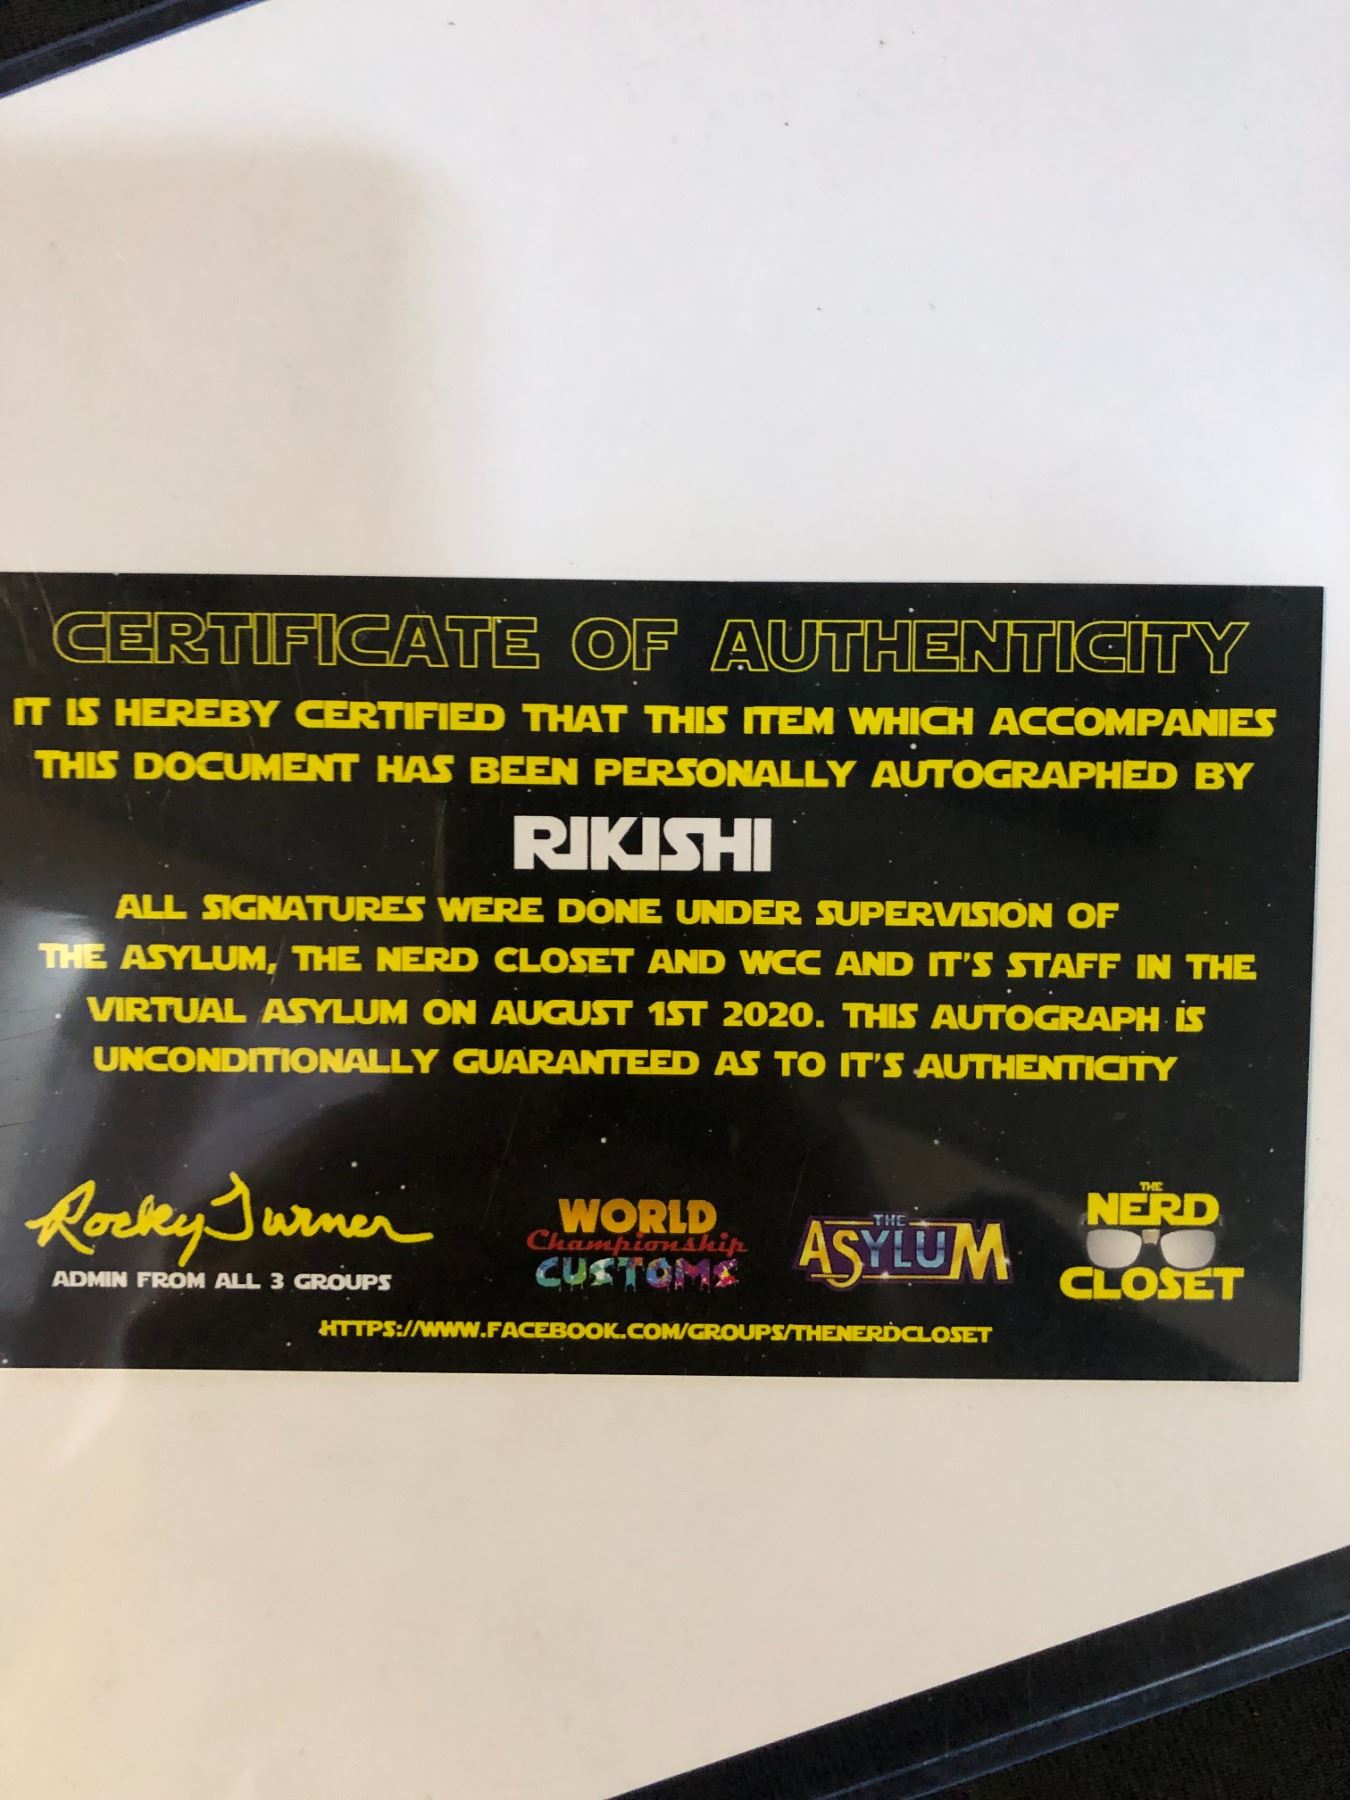 CERTIFICATE OF AUTHENTICITY
IT IS HEREBY CERTIFIED THAT THIS ITEM WHICH ACCOMPANIES
THIS DOCUMENT HAS BEEN PERSONALLY AUTOGRAPHED BY
RIKISHI
ALL SIGNATURES WERE DONE UNDER SUPERVISION OF
THE ASYLUM, THE NERD CLOSET AND WCC AND IT'S STAFF IN THE
VIRTUAL ASYLUM ON AUGUST 1ST 2020. THIS AUTOGRAPH IS
UNCONDITIONALLY GUARANTEED AS TO IT'S AUTHENTICITY
Rocky Turner
ADMIN FROM ALL 3 GROUPS
WORLD
Championship
CUSTOMS
THE
ASYLUM
THE
NERD
CLOSET
HTTPS://WWW.FACEBOOK.COM/GROUPS/THENERDCLOSET